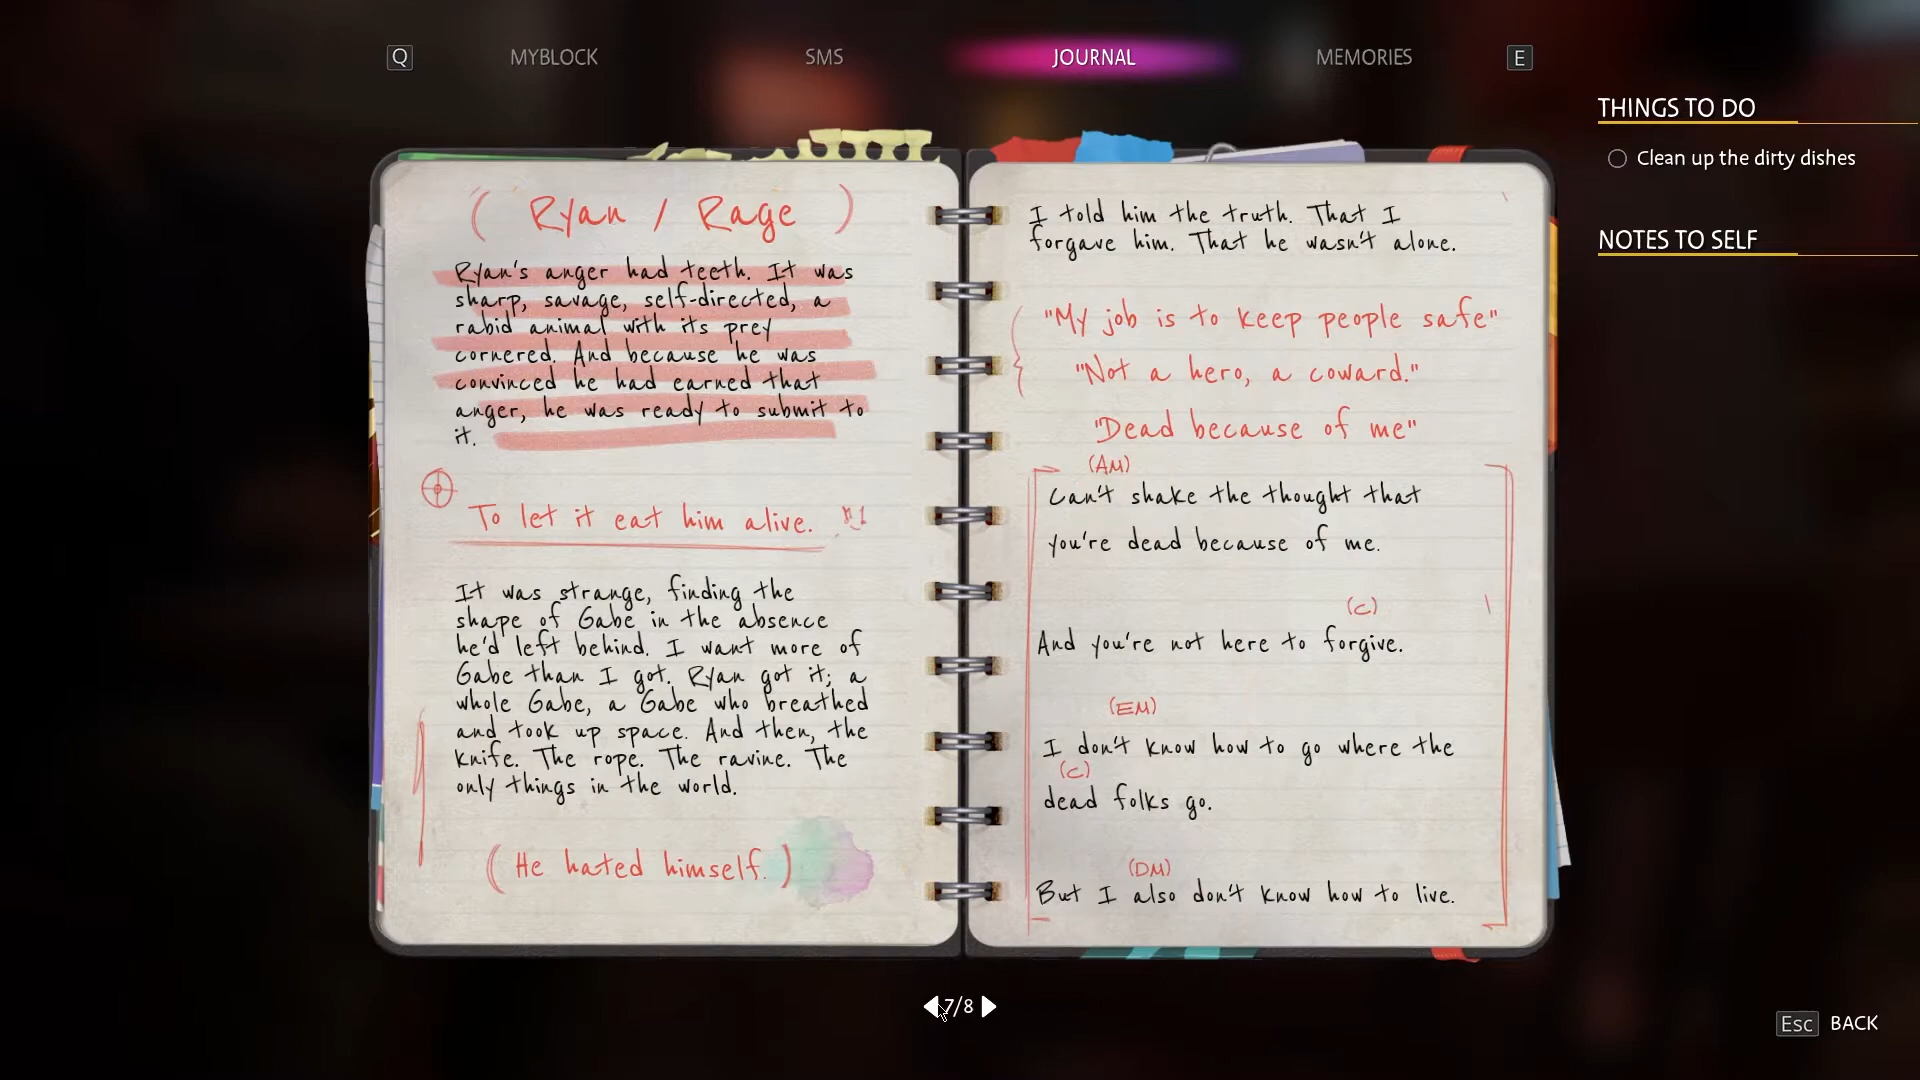 Q
MYBLOCK
SMS
JOURNAL
MEMORIES
E
THINGS TO DO
Clean up the dirty dishes
NOTES TO SELF
( Ryan / Rage )
Ryan's anger had teeth. It was
sharp, savage, self-directed, a
rabid animal with its prey
cornered. And because he was
convinced he had earned that
anger, he was ready to submit to
it.
To let it eat him alive.
It was strange, finding the
shape of Gabe in the absence
he'd left behind. I want more of
Gabe than I got. Ryan got it; a
whole Gabe, a Gabe who breathed
and took up space. And then, the
knife. The rope. The ravine. The
only things in the world.
(He hated himself.)
I told him the truth. That I
forgave him. That he wasn't alone.
"My job is to keep people safe"
"Not a hero, a coward."
"Dead because of me"
(AM)
Can't shake the thought that
you're dead because of me.
(C)
And you're not here to forgive.
(EM)
I don't know how to go where the
(C)
dead folks go.
(DM)
But I also don't know how to live.
7/8
Esc BACK